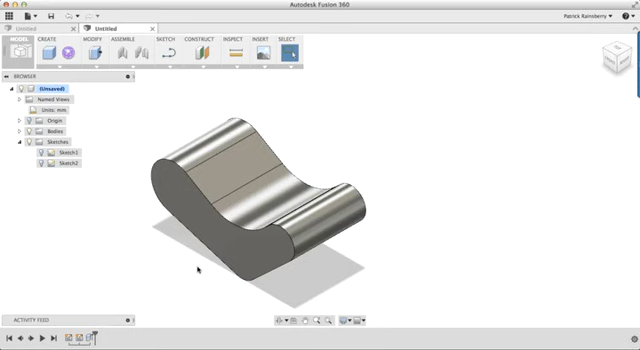 Autodesk Fusion 360
Patrick Rainsberry
Untitled
Untitled
MODEL
CREATE
MODIFY
ASSEMBLE
SKETCH
CONSTRUCT
INSPECT
INSERT
SELECT
BROWSER
(Unsaved)
Named Views
Units: mm
Origin
Bodies
Sketches
Sketch1
Sketch2
ACTIVITY FEED